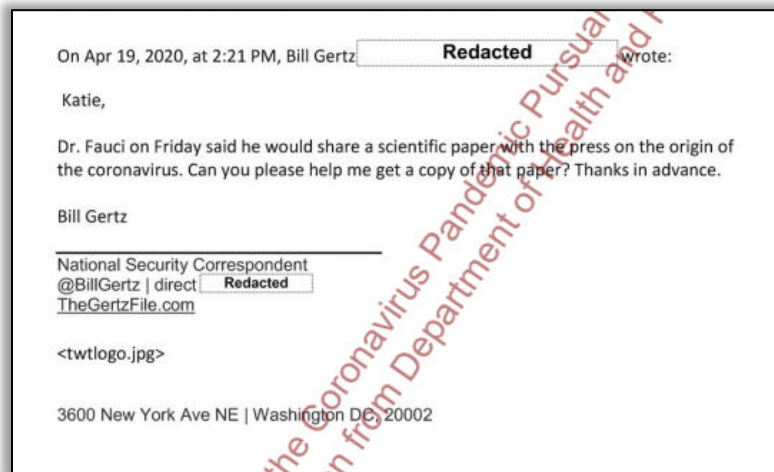 On Apr 19, 2020, at 2:21 PM, Bill Gertz Redacted wrote:
Katie,
Dr. Fauci on Friday said he would share a scientific paper with the press on the origin of
the coronavirus. Can you please help me get a copy of that paper? Thanks in advance.
Bill Gertz
National Security Correspondent
@BillGertz | direct Redacted
TheGertzFile.com
<twtlogo.jpg>
3600 New York Ave NE | Washington DC, 20002
the Coronavirus Pandemic Pursua
from Department of Health and